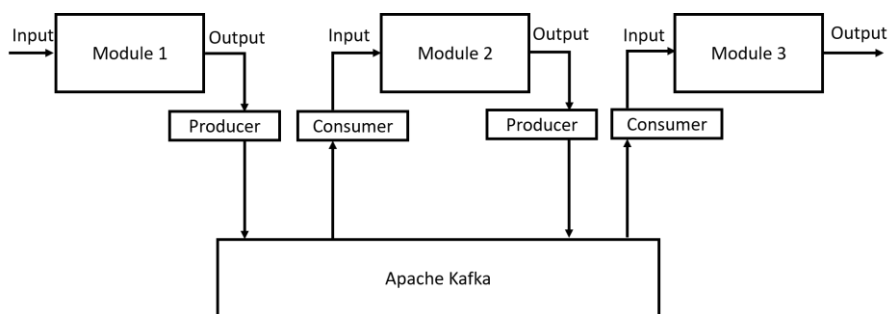 Input
Module 1
Output
Input
Module 2
Output
Input
Module 3
Output
Producer
Consumer
Producer
Consumer
Apache Kafka